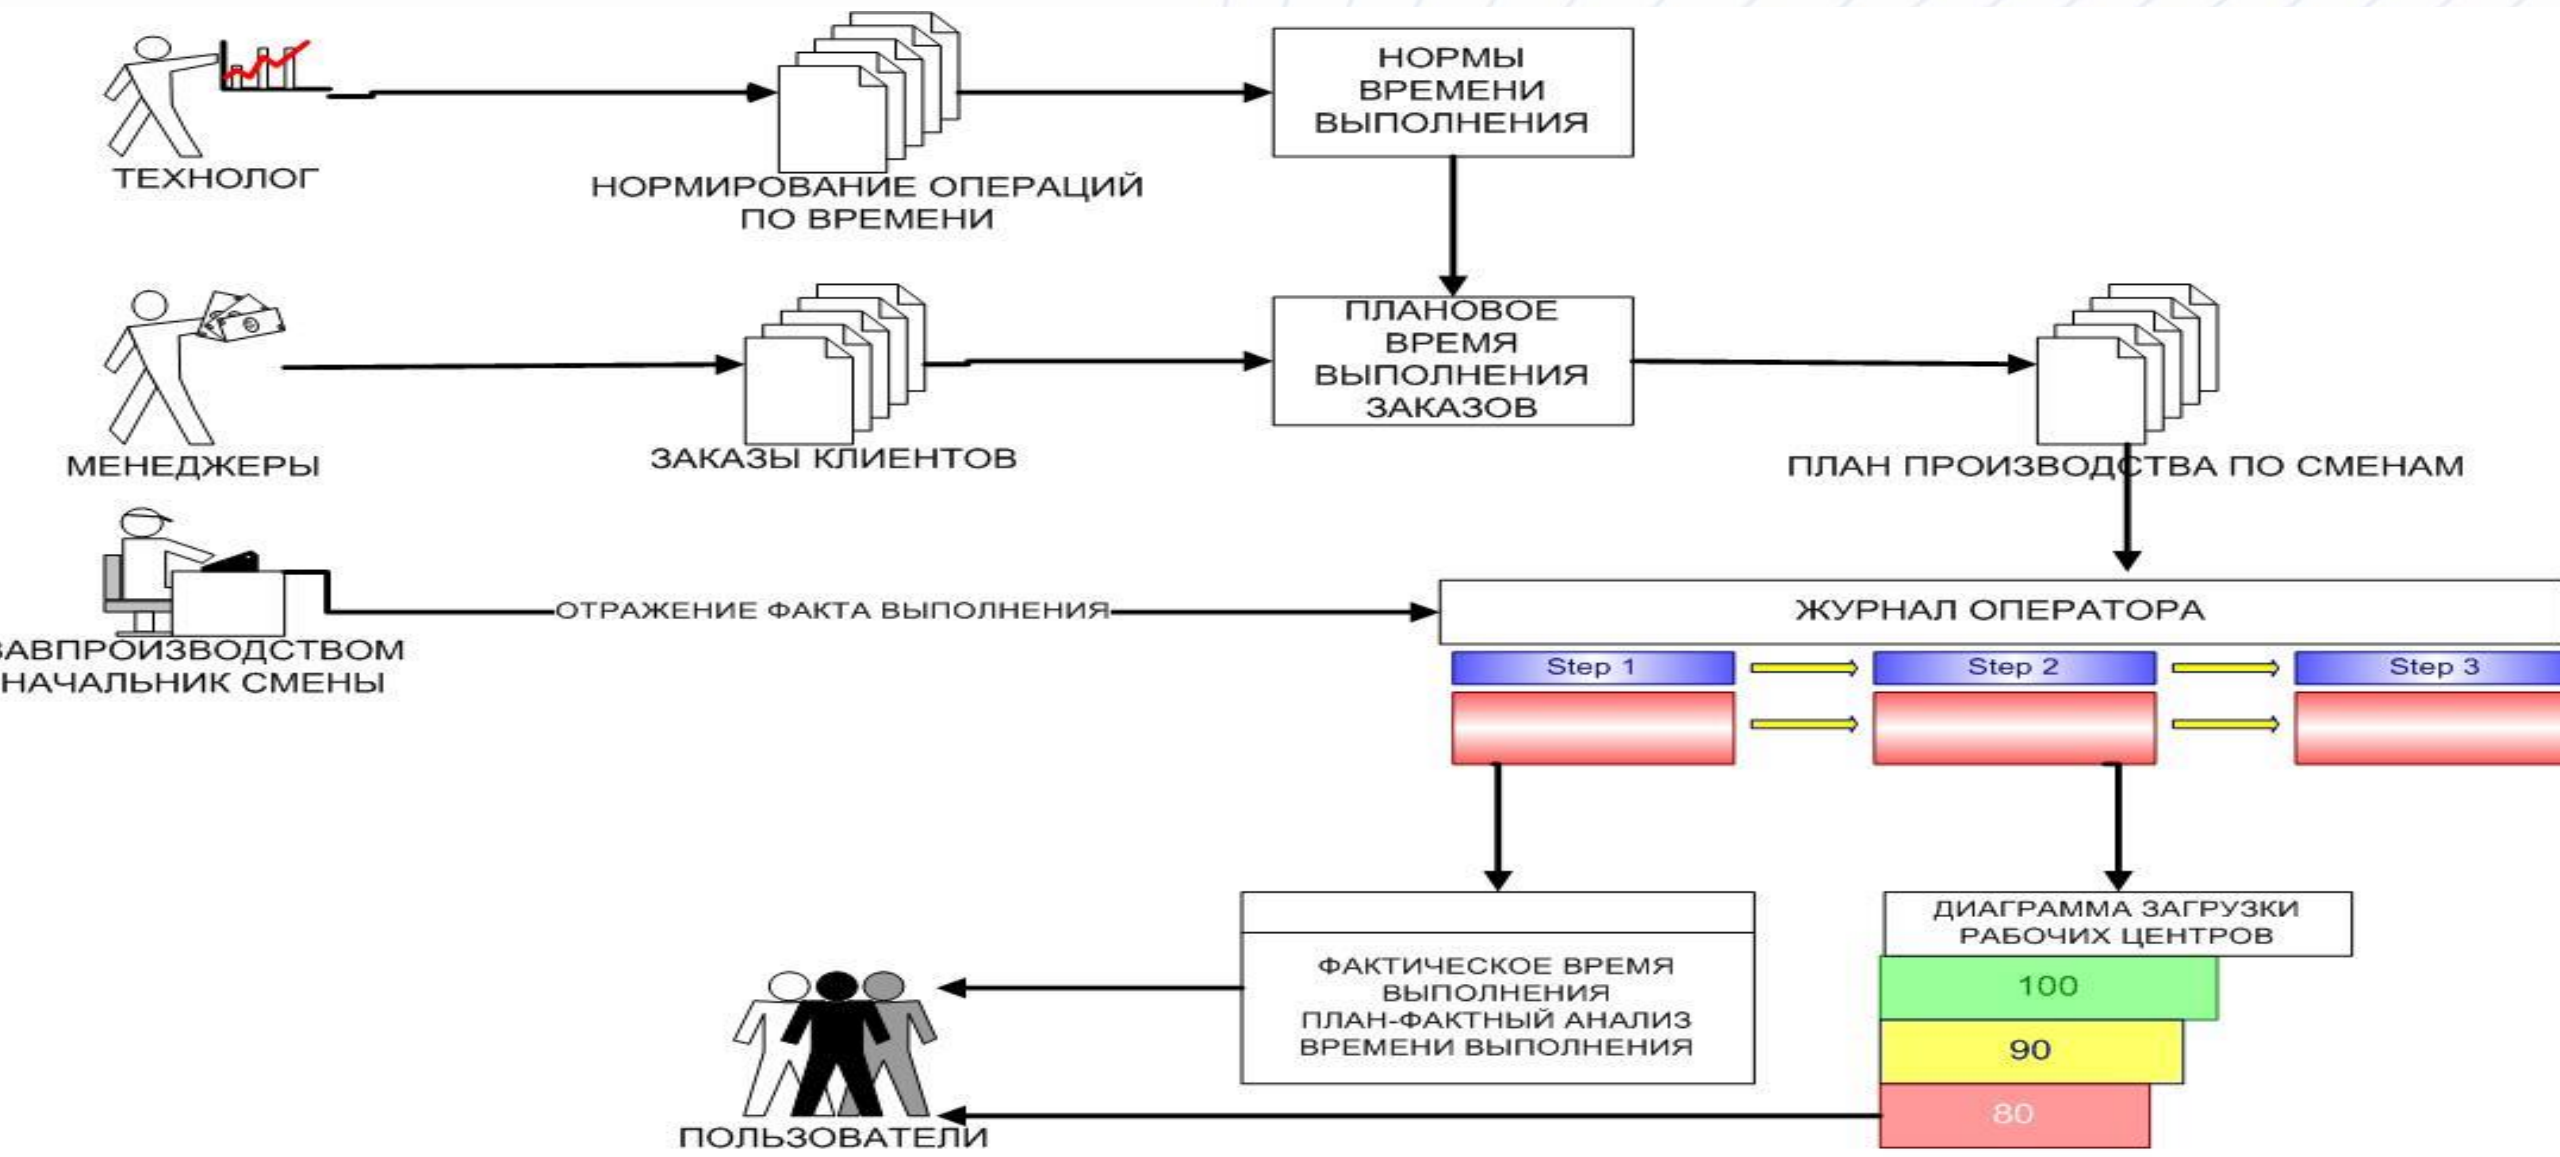 НОРМЫ
ВРЕМЕНИ
ВЫПОЛНЕНИЯ
ТЕХНОЛОГ
НОРМИРОВАНИЕ ОПЕРАЦИЙ
ПО ВРЕМЕНИ
ПЛАНОВОЕ
ВРЕМЯ
ВЫПОЛНЕНИЯ
ЗАКАЗОВ
МЕНЕДЖЕРЫ
ЗАКАЗЫ КЛИЕНТОВ
ПЛАН ПРОИЗВОДСТВА ПО СМЕНАМ
ОТРАЖЕНИЕ ФАКТА ВЫПОЛНЕНИЯ
ЖУРНАЛ ОПЕРАТОРА
ЗАВПРОИЗВОДСТВОМ
НАЧАЛЬНИК СМЕНЫ
Step 1
Step 2
Step 3
ДИАГРАММА ЗАГРУЗКИ
РАБОЧИХ ЦЕНТРОВ
ФАКТИЧЕСКОЕ ВРЕМЯ
ВЫПОЛНЕНИЯ
ПЛАН-ФАКТНЫЙ АНАЛИЗ
ВРЕМЕНИ ВЫПОЛНЕНИЯ
100
90
80
ПОЛЬЗОВАТЕЛИ